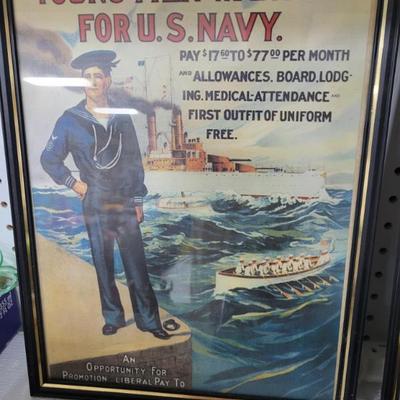 FOR U.S. NAVY.
PAY $17.60 TO $77.00 PER MONTH
AND ALLOWANCES, BOARD, LODG-
ING, MEDICAL-ATTENDANCE AND
FIRST OUTFIT OF UNIFORM
FREE.
AN
OPPORTUNITY FOR
PROMOTION LIBERAL PAY TO